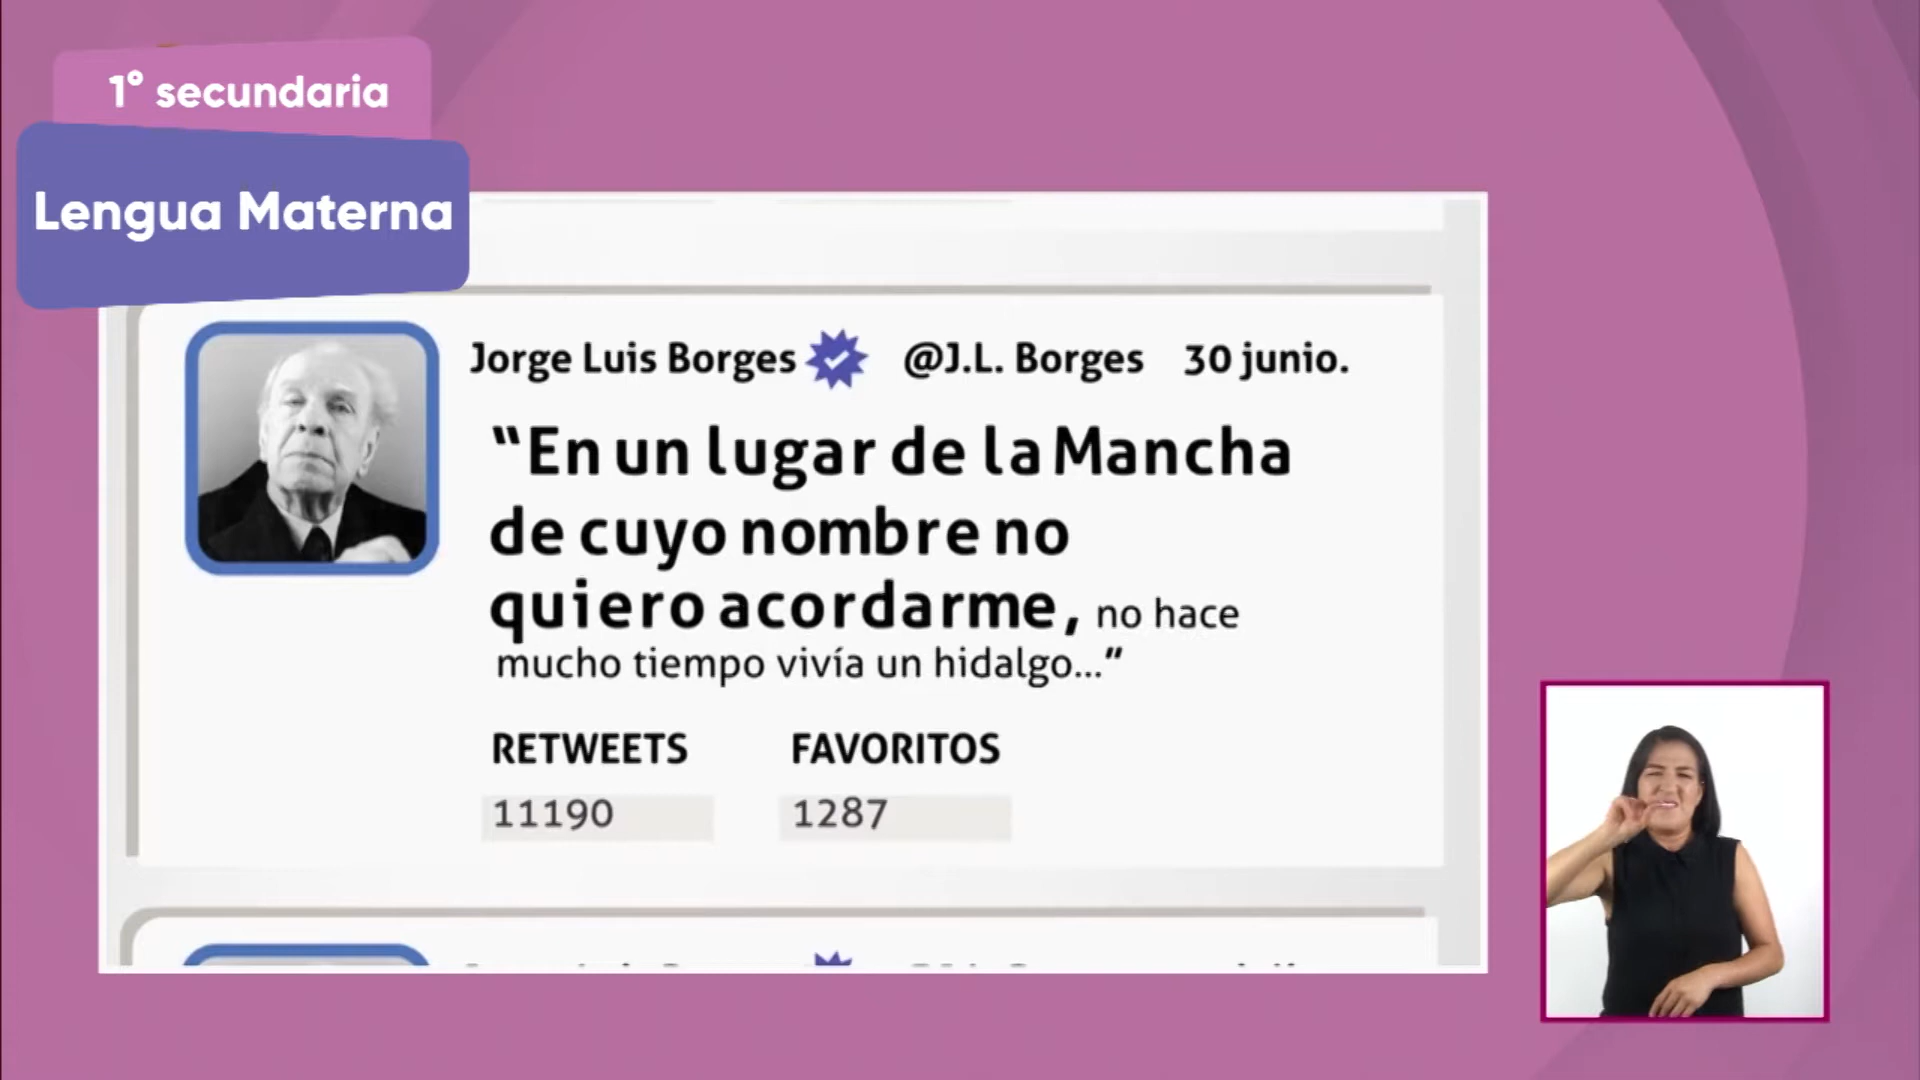 1° secundaria
Lengua Materna
Jorge Luis Borges @J.L. Borges 30 junio.
“En un lugar de la Mancha
de cuyo nombre no
quiero acordarme, no hace
mucho tiempo vivía un hidalgo...”
RETWEETS FAVORITOS
11190 1287